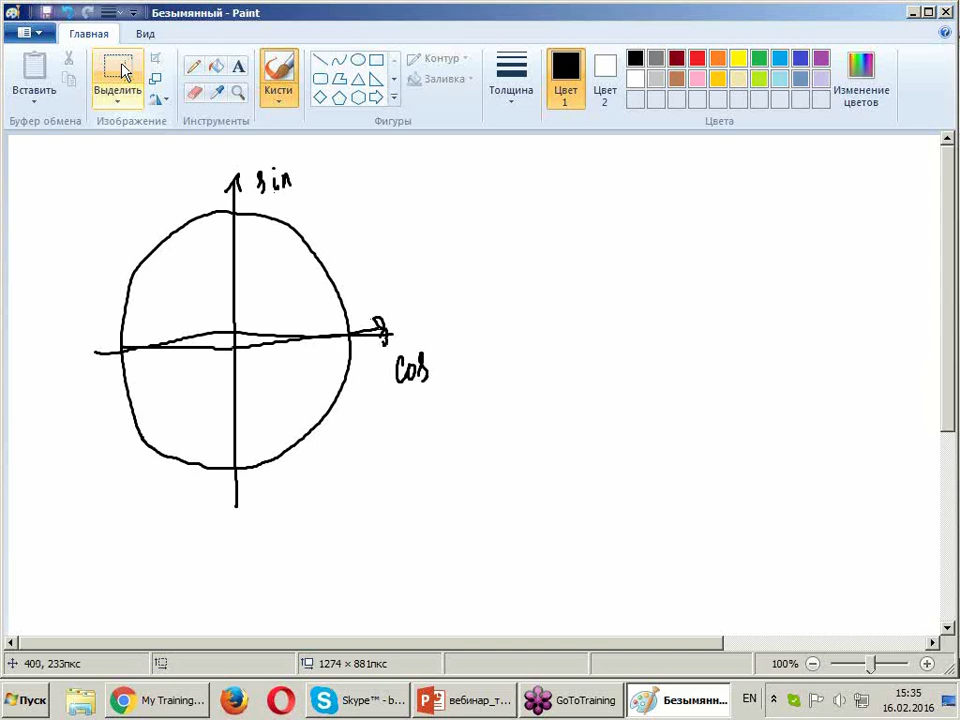 Безымянный - Paint
Главная
Вид
Вставить
Выделить
A
Кисти
Контур
Заливка
Толщина
Цвет 1
Цвет 2
Изменение цветов
Буфер обмена
Изображение
Инструменты
Фигуры
Цвета
sin
cos
400, 233пкс
1274 × 881пкс
100%
Пуск
My Training...
Skype™ - b...
вебинар_т...
GoToTraining
Безымянн...
EN
15:35
16.02.2016